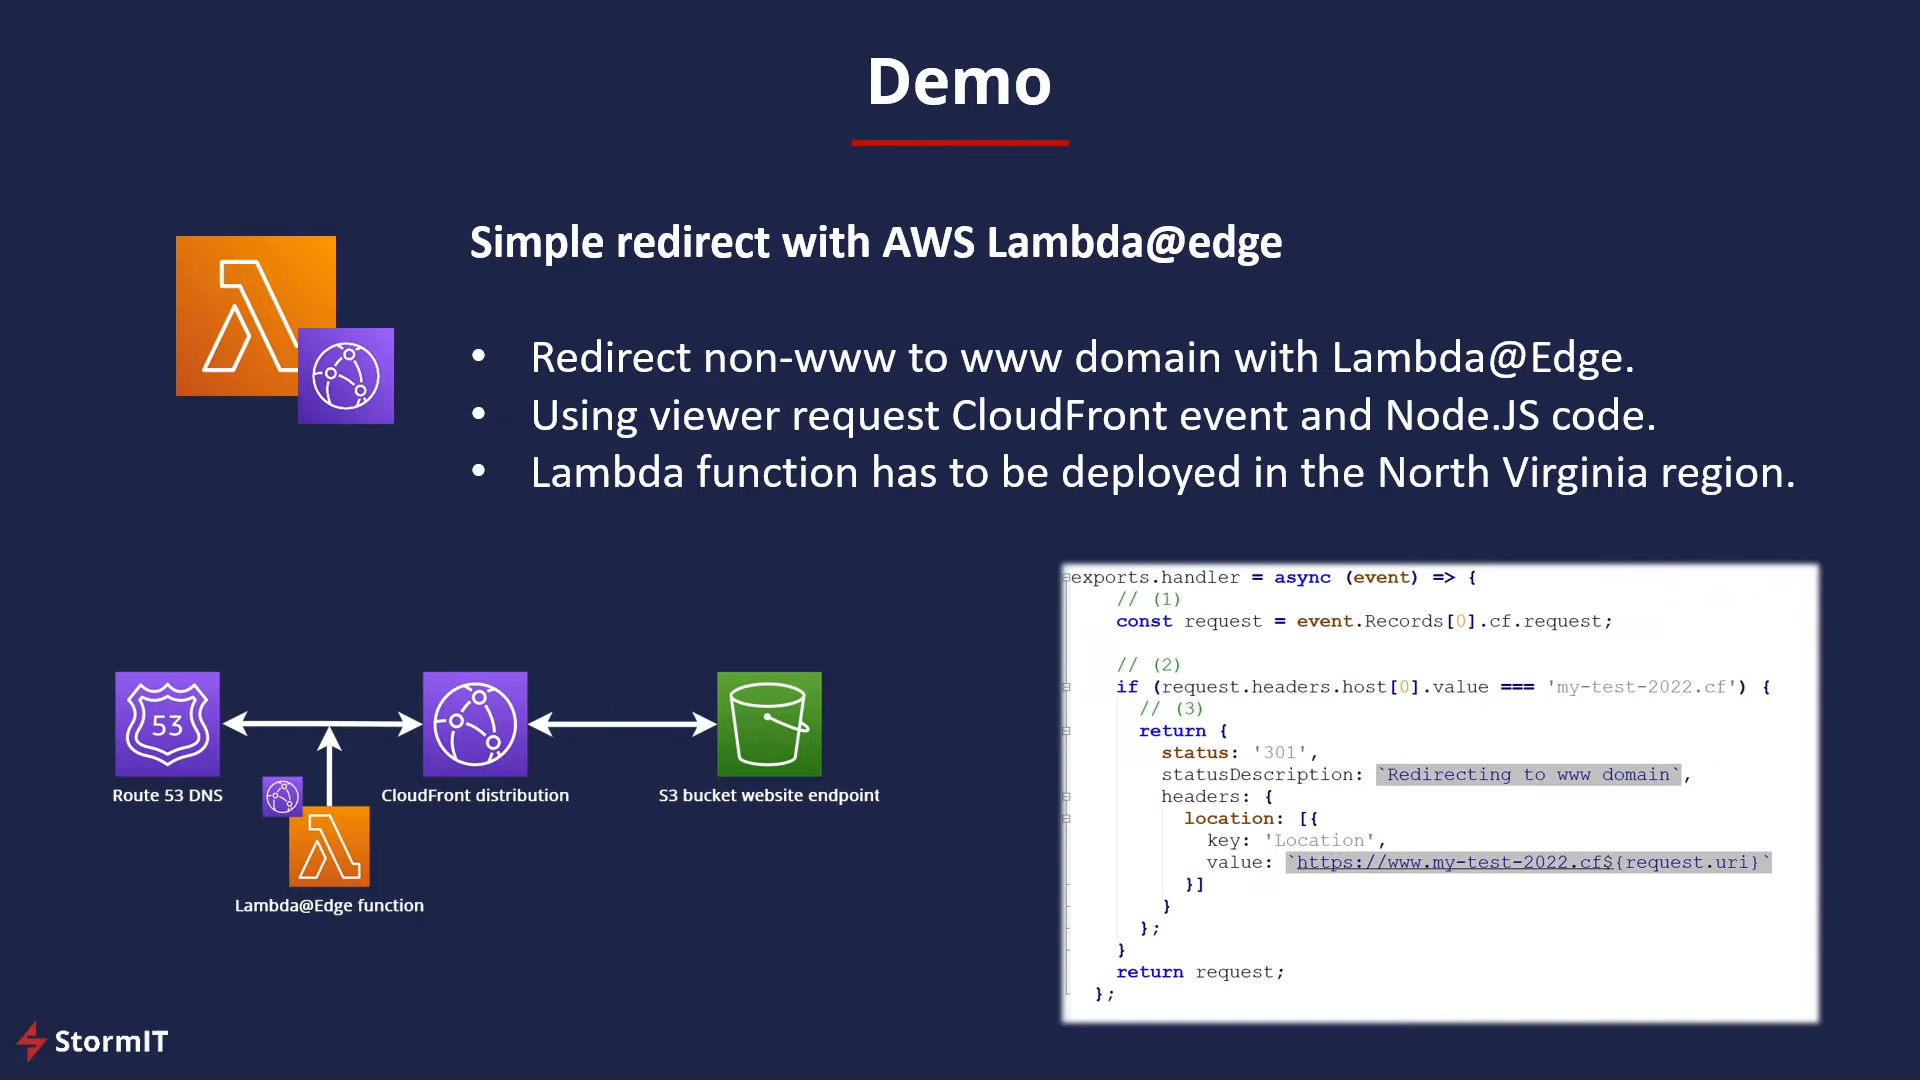 Demo
Simple redirect with AWS Lambda@edge
• Redirect non-www to www domain with Lambda@Edge.
• Using viewer request CloudFront event and Node.JS code.
• Lambda function has to be deployed in the North Virginia region.
53
Route 53 DNS
CloudFront distribution
S3 bucket website endpoint
Lambda@Edge function
exports.handler = async (event) => {
// (1)
const request = event.Records[0].cf.request;
// (2)
if (request.headers.host[0].value === 'my-test-2022.cf') {
// (3)
return {
status: '301',
statusDescription: `Redirecting to www domain`,
headers: {
location: [{
key: 'Location',
value: `https://www.my-test-2022.cf${request.uri}`
}]
}
};
}
return request;
};
StormIT